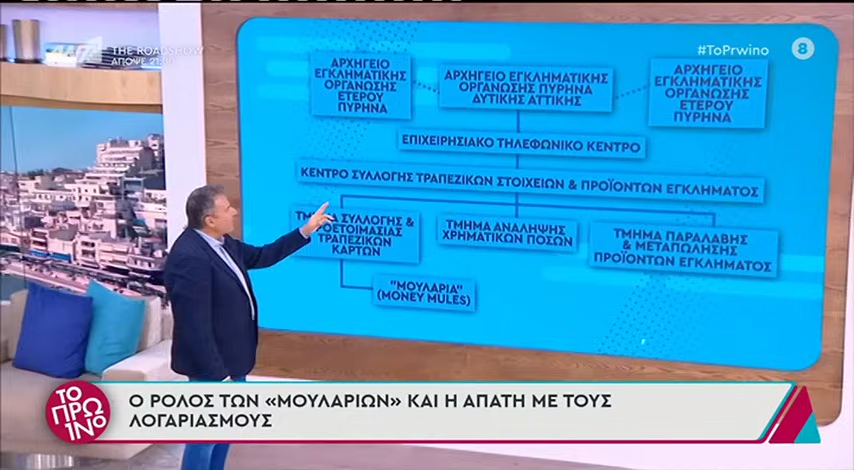 ΑΝΤ1
THE ROADSHOW
ΑΠΟΨΕ 21:
#ToPrwino
8
ΑΡΧΗΓΕΙΟ
ΕΓΚΛΗΜΑΤΙΚΗΣ
ΟΡΓΑΝΩΣΗΣ
ΕΤΕΡΟΥ
ΠΥΡΗΝΑ
ΑΡΧΗΓΕΙΟ ΕΓΚΛΗΜΑΤΙΚΗΣ
ΟΡΓΑΝΩΣΗΣ ΠΥΡΗΝΑ
ΔΥΤΙΚΗΣ ΑΤΤΙΚΗΣ
ΑΡΧΗΓΕΙΟ
ΕΓΚΛΗΜΑΤΙΚΗΣ
ΟΡΓΑΝΩΣΗΣ
ΕΤΕΡΟΥ
ΠΥΡΗΝΑ
ΕΠΙΧΕΙΡΗΣΙΑΚΟ ΤΗΛΕΦΩΝΙΚΟ ΚΕΝΤΡΟ
ΚΕΝΤΡΟ ΣΥΛΛΟΓΗΣ ΤΡΑΠΕΖΙΚΩΝ ΣΤΟΙΧΕΙΩΝ & ΠΡΟΪΟΝΤΩΝ ΕΓΚΛΗΜΑΤΟΣ
ΣΥΛΛΟΓΗΣ &
ΤΡΑΠΕΖΙΚΩΝ
ΚΑΡΤΩΝ
ΤΜΗΜΑ ΑΝΑΛΗΨΗΣ
ΧΡΗΜΑΤΙΚΩΝ ΠΟΣΩΝ
ΤΜΗΜΑ ΠΑΡΑΛΑΒΗΣ
& ΜΕΤΑΠΩΛΗΣΗΣ
ΠΡΟΪΟΝΤΩΝ ΕΓΚΛΗΜΑΤΟΣ
"ΜΟΥΛΑΡΙΑ"
(MONEY MULES)
ΤΟ
ΠΡΩ
ΙΝΟ
Ο ΡΟΛΟΣ ΤΩΝ «ΜΟΥΛΑΡΙΩΝ» ΚΑΙ Η ΑΠΑΤΗ ΜΕ ΤΟΥΣ
ΛΟΓΑΡΙΑΣΜΟΥΣ